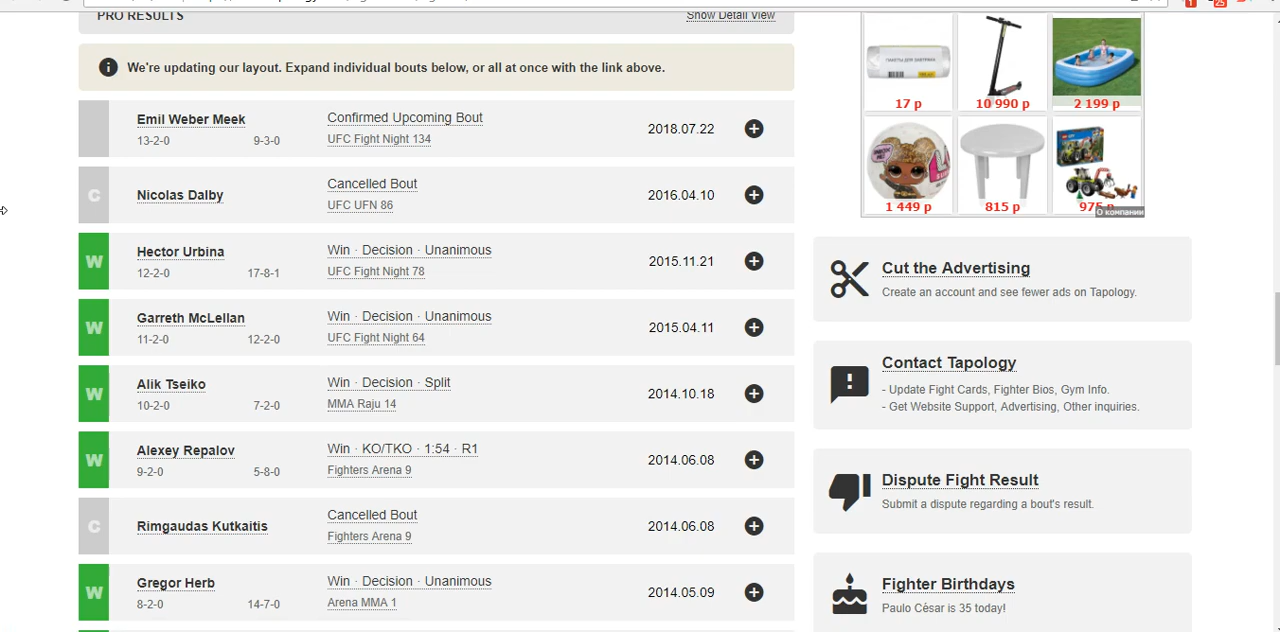 PRO RESULTS
Show Detail View
We're updating our layout. Expand individ below, or all at once with the link above.
Emil Weber Meek
13-2-0
9-3-0
Confirmed Upcoming Bout
UFC Fight Night 134
2018.07.22
C
Nicolas Dalby
Cancelled Bout
UFC UFN 86
2016.04.10
W
Hector Urbina
12-2-0
17-8-1
Win · Decision · Unanimous
UFC Fight Night 78
2015.11.21
W
Garreth McLellan
11-2-0
12-2-0
Win · Decision · Unanimous
UFC Fight Night 64
2015.04.11
W
Alik Tseiko
10-2-0
7-2-0
Win · Decision · Split
MMA Raju 14
2014.10.18
W
Alexey Repalov
9-2-0
5-8-0
Win · KO/TKO · 1:54 · R1
Fighters Arena 9
2014.06.08
C
Rimgaudas Kutkaitis
Cancelled Bout
Fighters Arena 9
2014.06.08
W
Gregor Herb
8-2-0
14-7-0
Win · Decision · Unanimous
Arena MMA 1
2014.05.09
ПАКЕТЫ ДЛЯ ЗАВТРАКА
17 р
10 990 р
2 199 р
1 449 р
815 р
975 р
О компании
Cut the Advertising
Create an account and see fewer ads on Tapology.
Contact Tapology
- Update Fight Cards, Fighter Bios, Gym Info.
- Get Website Support, Advertising, Other inquiries.
Dispute Fight Result
Submit a dispute regarding a bout's result.
Fighter Birthdays
Paulo César is 35 today!